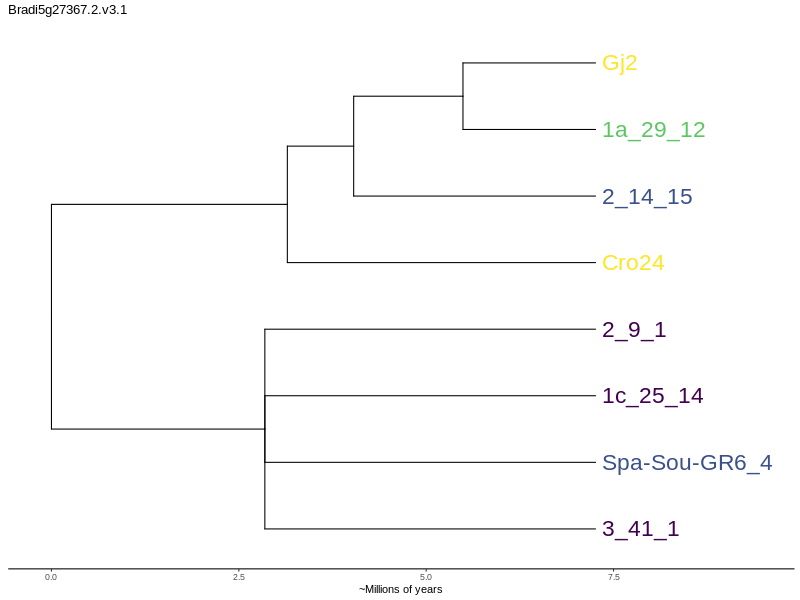 Bradi5g27367.2.v3.1
Gj2
1a_29_12
2_14_15
Cro24
2_9_1
1c_25_14
Spa-Sou-GR6_4
3_41_1
0.0 2.5 5.0 7.5
~Millions of years